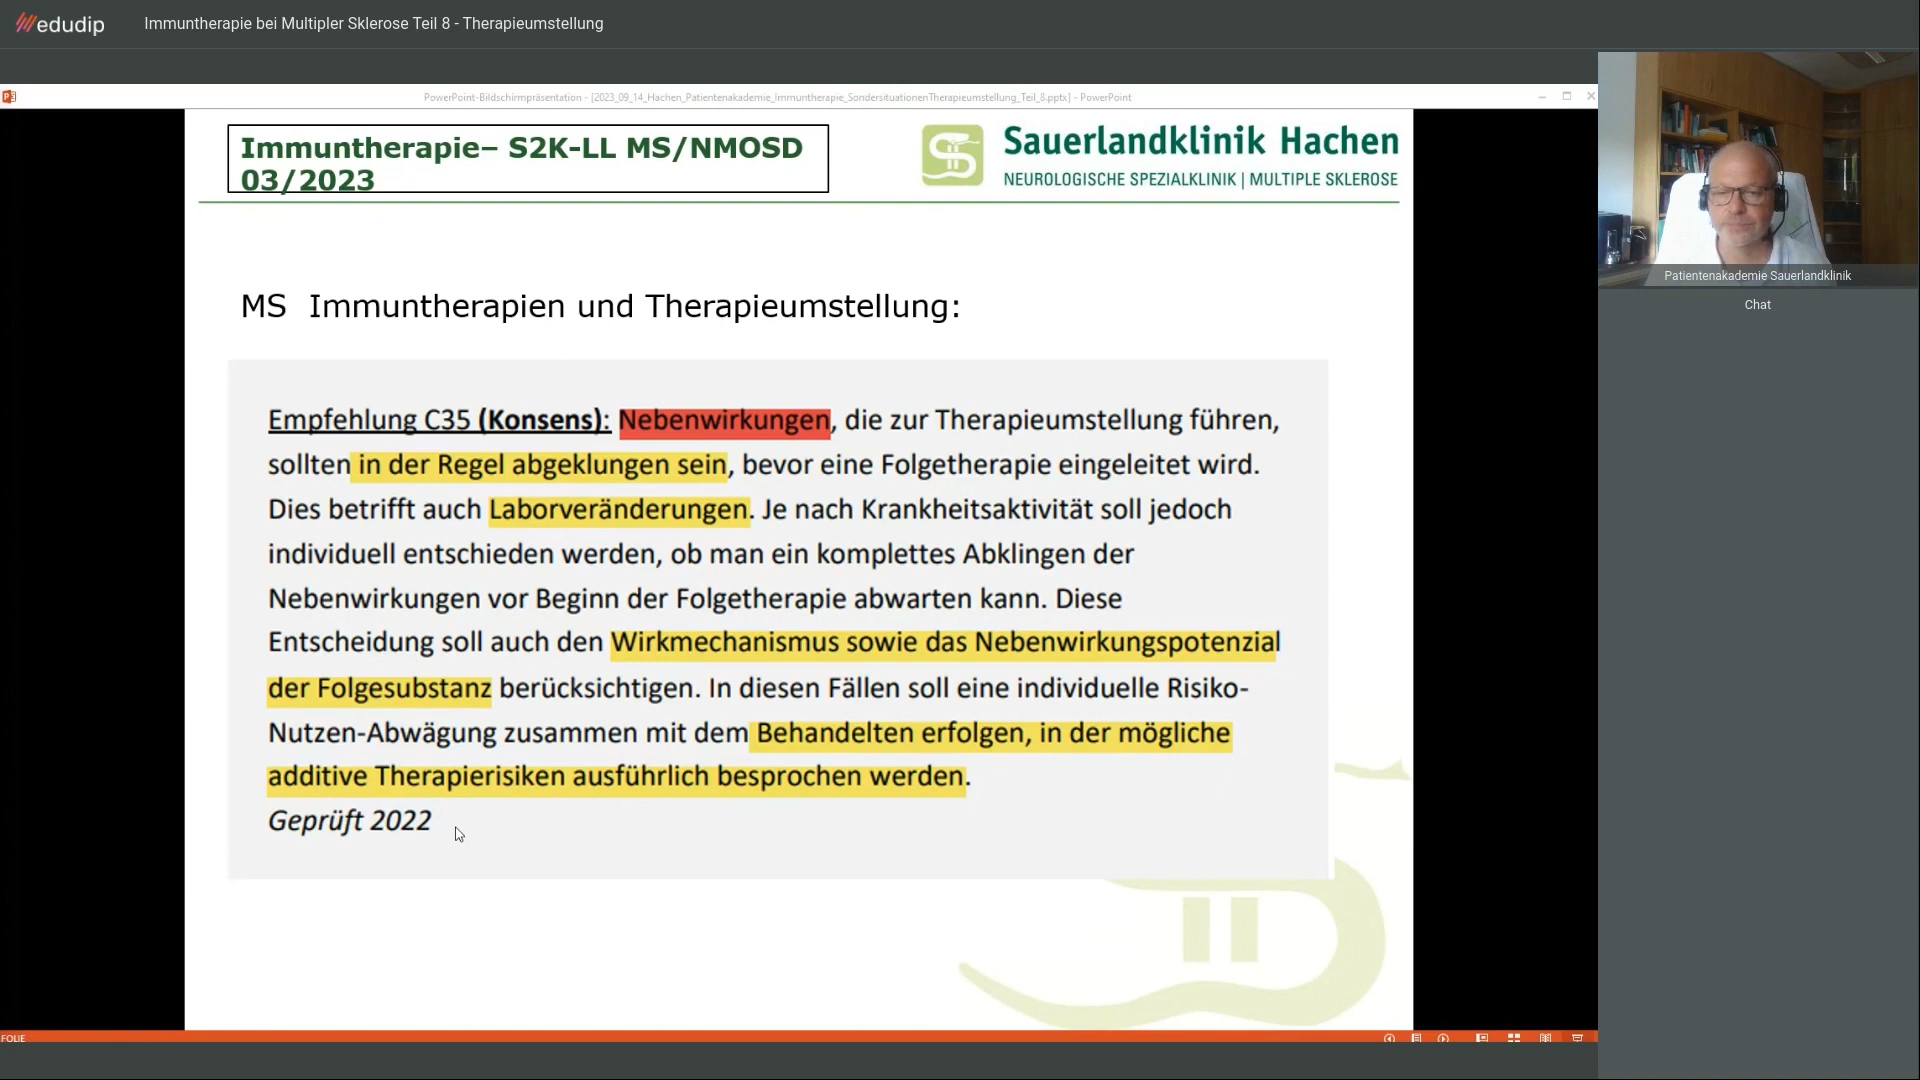 edudip
Immuntherapie bei Multipler Sklerose Teil 8 - Therapieumstellung
PowerPoint-Bildschirmpräsentation - [2023_09_14_Hachen_Patientenakademie_Immuntherapie_SondersituationenTherapieumstellung_Teil_8.pptx] - PowerPoint
Immuntherapie– S2K-LL MS/NMOSD
03/2023
Sauerlandklinik Hachen
NEUROLOGISCHE SPEZIALKLINIK | MULTIPLE SKLEROSE
Patientenakademie Sauerlandklinik
Chat
MS Immuntherapien und Therapieumstellung:
Empfehlung C35 (Konsens): Nebenwirkungen, die zur Therapieumstellung führen,
sollten in der Regel abgeklungen sein, bevor eine Folgetherapie eingeleitet wird.
Dies betrifft auch Laborveränderungen. Je nach Krankheitsaktivität soll jedoch
individuell entschieden werden, ob man ein komplettes Abklingen der
Nebenwirkungen vor Beginn der Folgetherapie abwarten kann. Diese
Entscheidung soll auch den Wirkmechanismus sowie das Nebenwirkungspotenzial
der Folgesubstanz berücksichtigen. In diesen Fällen soll eine individuelle Risiko-
Nutzen-Abwägung zusammen mit dem Behandelten erfolgen, in der mögliche
additive Therapierisiken ausführlich besprochen werden.
Geprüft 2022
FOLIE